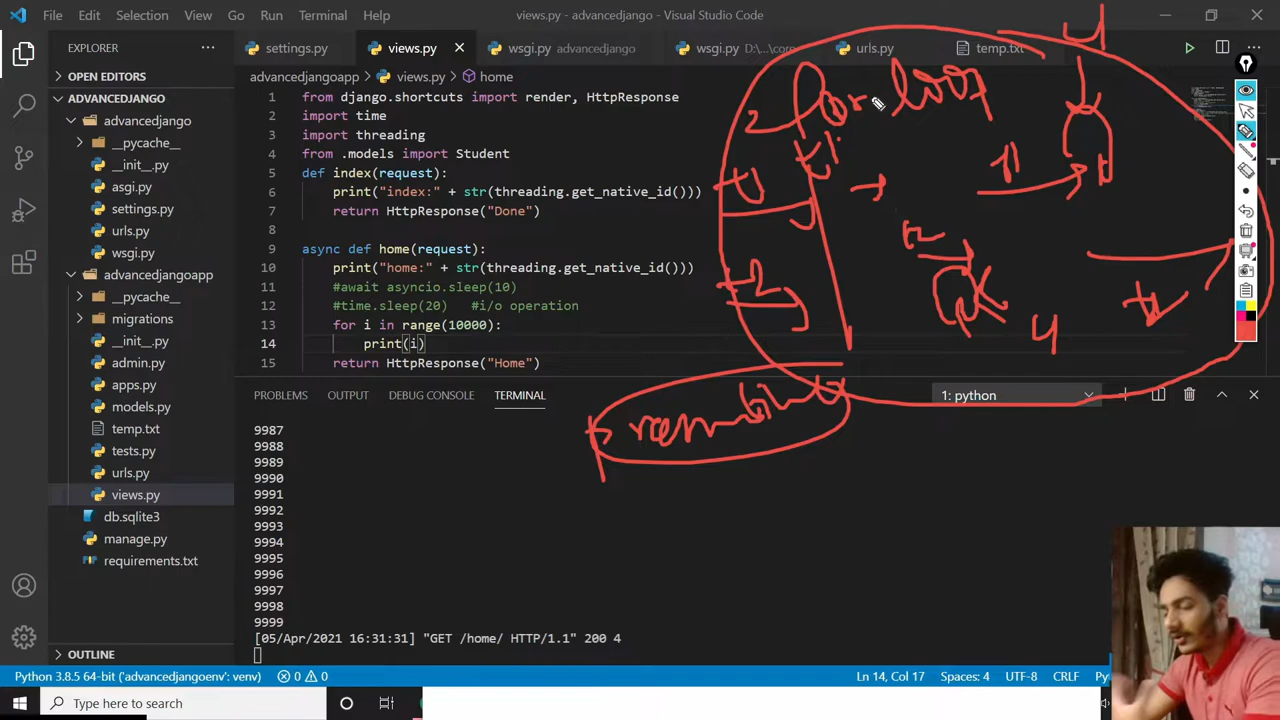 File Edit Selection View Go Run Terminal Help
views.py - advancedjango - Visual Studio Code
EXPLORER
OPEN EDITORS
ADVANCEDJANGO
advancedjango
__pycache__
__init__.py
asgi.py
settings.py
urls.py
wsgi.py
advancedjangoapp
__pycache__
migrations
__init__.py
admin.py
apps.py
models.py
temp.txt
tests.py
urls.py
views.py
db.sqlite3
manage.py
requirements.txt
OUTLINE
settings.py views.py wsgi.py advancedjango wsgi.py D:\...\core urls.py temp.txt
advancedjangoapp > views.py > home
1 from django.shortcuts import render, HttpResponse
2 import time
3 import threading
4 from .models import Student
5 def index(request):
6 print("index:" + str(threading.get_native_id()))
7 return HttpResponse("Done")
8
9 async def home(request):
10 print("home:" + str(threading.get_native_id()))
11 #await asyncio.sleep(10)
12 #time.sleep(20) #i/o operation
13 for i in range(10000):
14 print(i)
15 return HttpResponse("Home")
for loop
PROBLEMS OUTPUT DEBUG CONSOLE TERMINAL
1: python
9987
9988
9989
9990
9991
9992
9993
9994
9995
9996
9997
9998
9999
[05/Apr/2021 16:31:31] "GET /home/ HTTP/1.1" 200 4
Python 3.8.5 64-bit ('advancedjangoenv': venv) 0 0 Ln 14, Col 17 Spaces: 4 UTF-8 CRLF
Type here to search